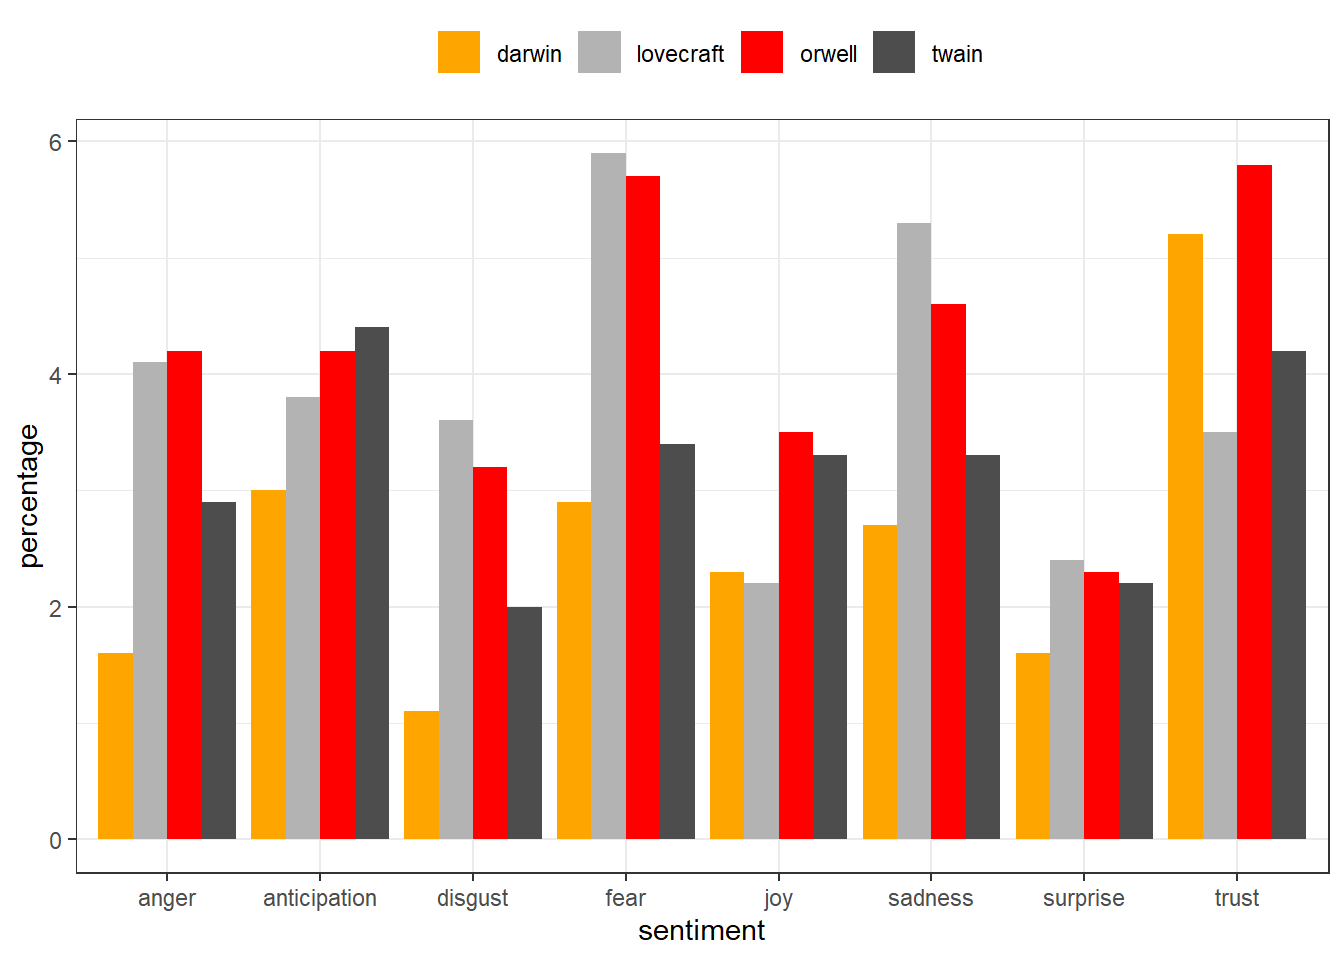 darwin lovecraft orwell twain
6
4
2
0
percentage
anger anticipation disgust fear joy sadness surprise trust
sentiment